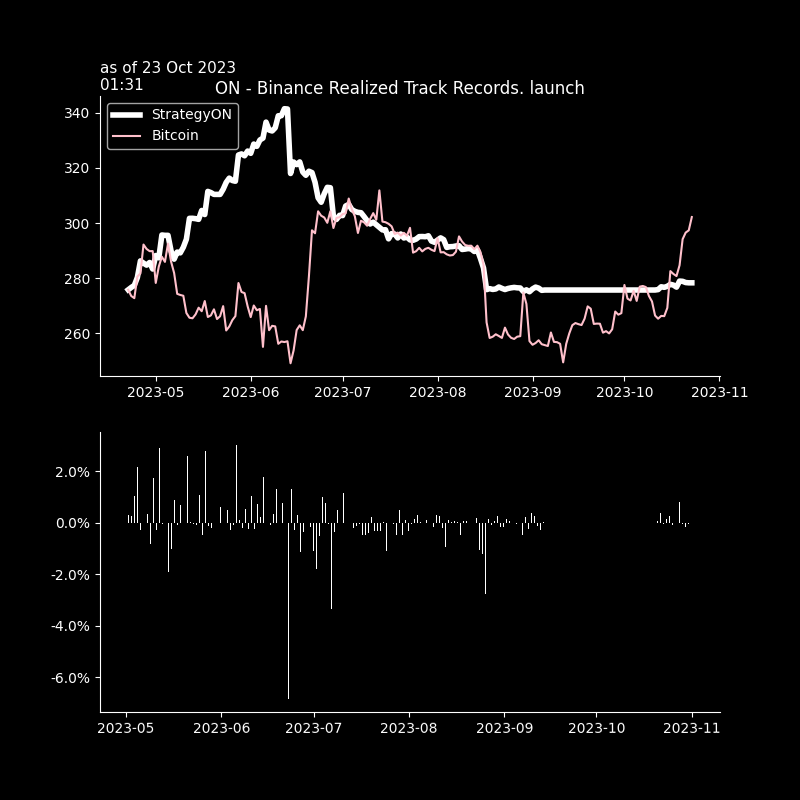 as of 23 Oct 2023
01:31
ON - Binance Realized Track Records. launch
StrategyON
Bitcoin
340
320
300
280
260
2023-05 2023-06 2023-07 2023-08 2023-09 2023-10 2023-11
2.0%
0.0%
-2.0%
-4.0%
-6.0%
2023-05 2023-06 2023-07 2023-08 2023-09 2023-10 2023-11